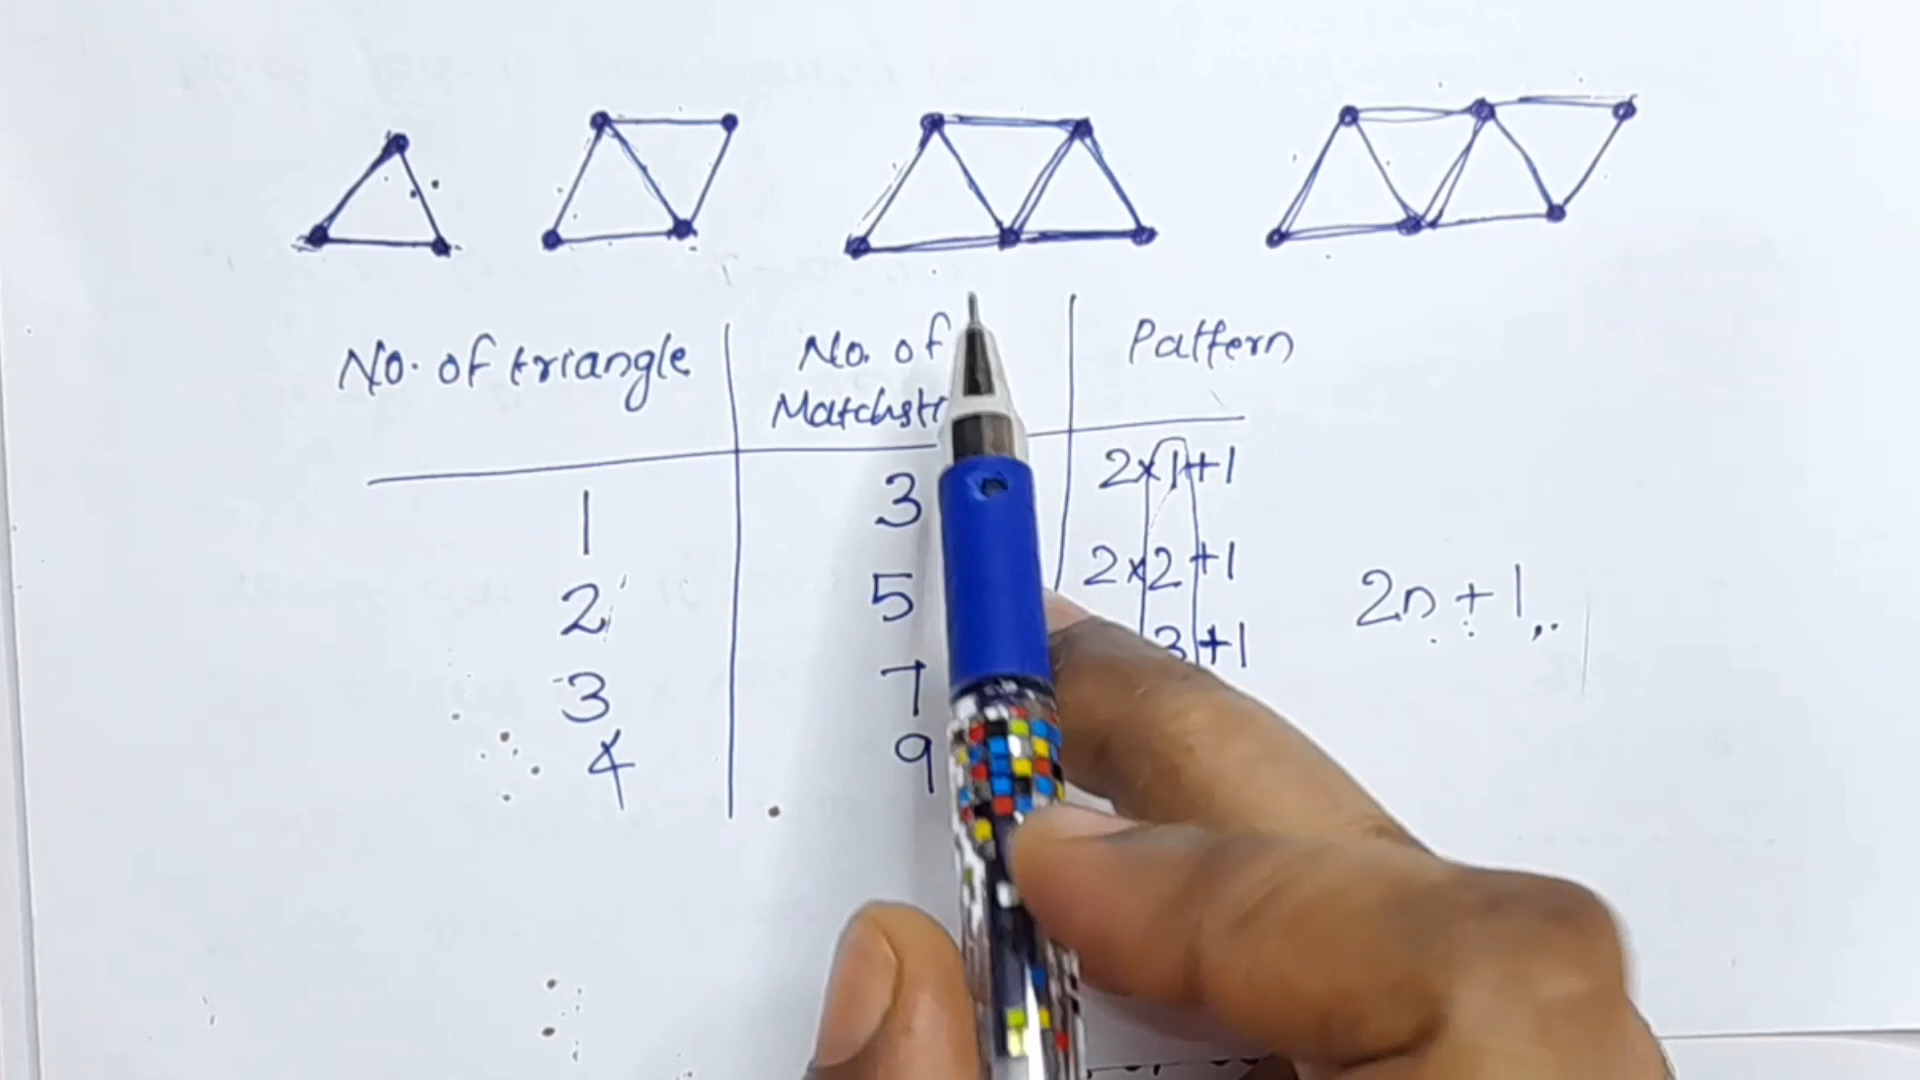 No. of triangle No. of Pattern
Matchsti
1 3 2×1+1
2 5 2×2+1
3 7 3+1
4 9
2n+1